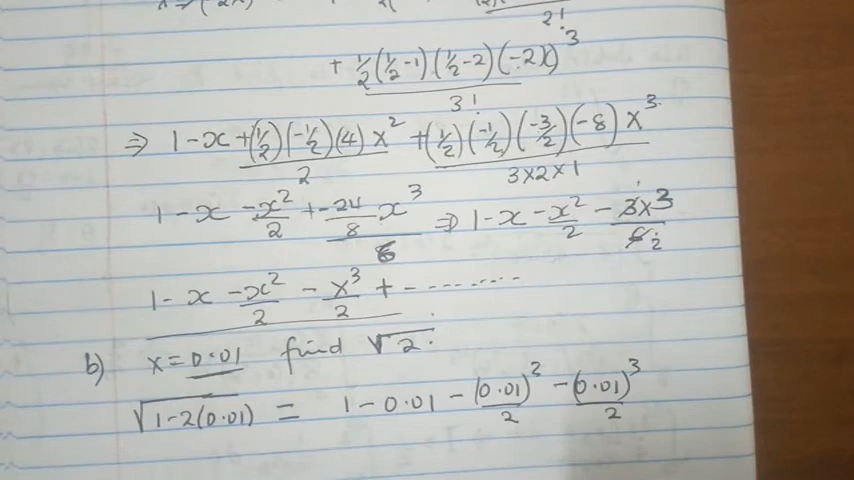 2!
+ ½(½-1)(½-2)(-2x)³
3!
⇒ 1-x+(½)(-½)(4)x² +(½)(-½)(-3/2)(-8)x³
2 3×2×1
1-x -x²/2 + -24/8 x³ ⇒ 1-x-x²/2 - 3x³
6 6 2
1-x -x²/2 - x³/2 + - - - - - - - -
b) x=0.01 find √2.
√1-2(0.01) = 1-0.01-(0.01)²/2 -(0.01)³/2